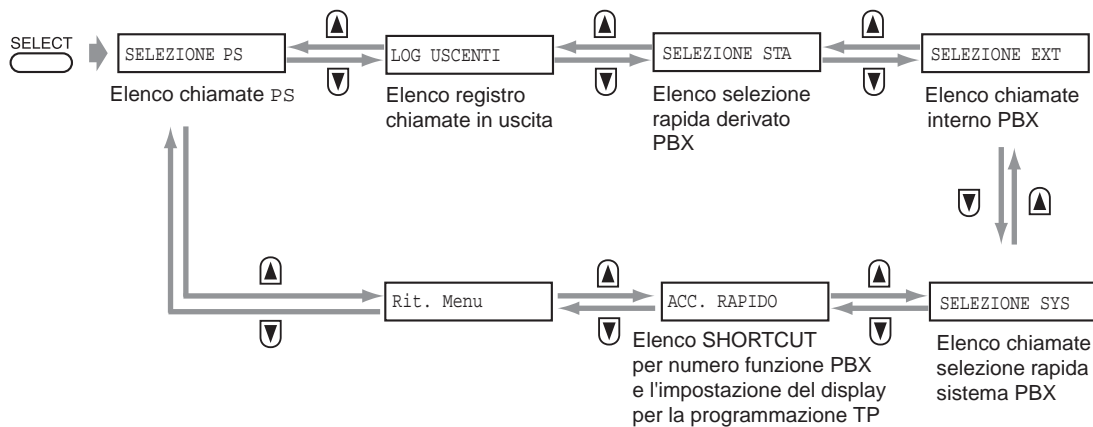 SELECT
SELEZIONE PS
Elenco chiamate PS
LOG USCENTI
Elenco registro
chiamate in uscita
SELEZIONE STA
Elenco selezione
rapida derivato
PBX
SELEZIONE EXT
Elenco chiamate
interno PBX
Rit. Menu
ACC. RAPIDO
Elenco SHORTCUT
per numero funzione PBX
e l'impostazione del display
per la programmazione TP
SELEZIONE SYS
Elenco chiamate
selezione rapida
sistema PBX